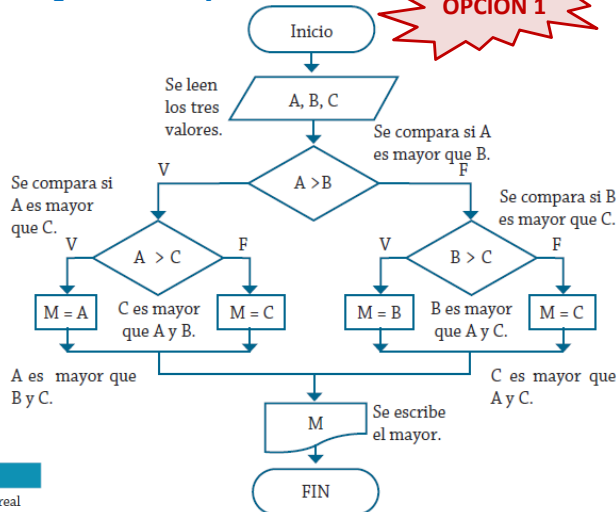 OPCIÓN 1
Inicio
Se leen
los tres
valores.
A, B, C
Se compara si A
es mayor que B.
V
A >B
F
Se compara si
A es mayor
que C.
Se compara si B
es mayor que C.
V
A > C
F
V
B > C
F
M = A
C es mayor
que A y B.
M = C
M = B
B es mayor
que A y C.
M = C
A es mayor que
B y C.
C es mayor que
A y C.
M
Se escribe
el mayor.
FIN
real